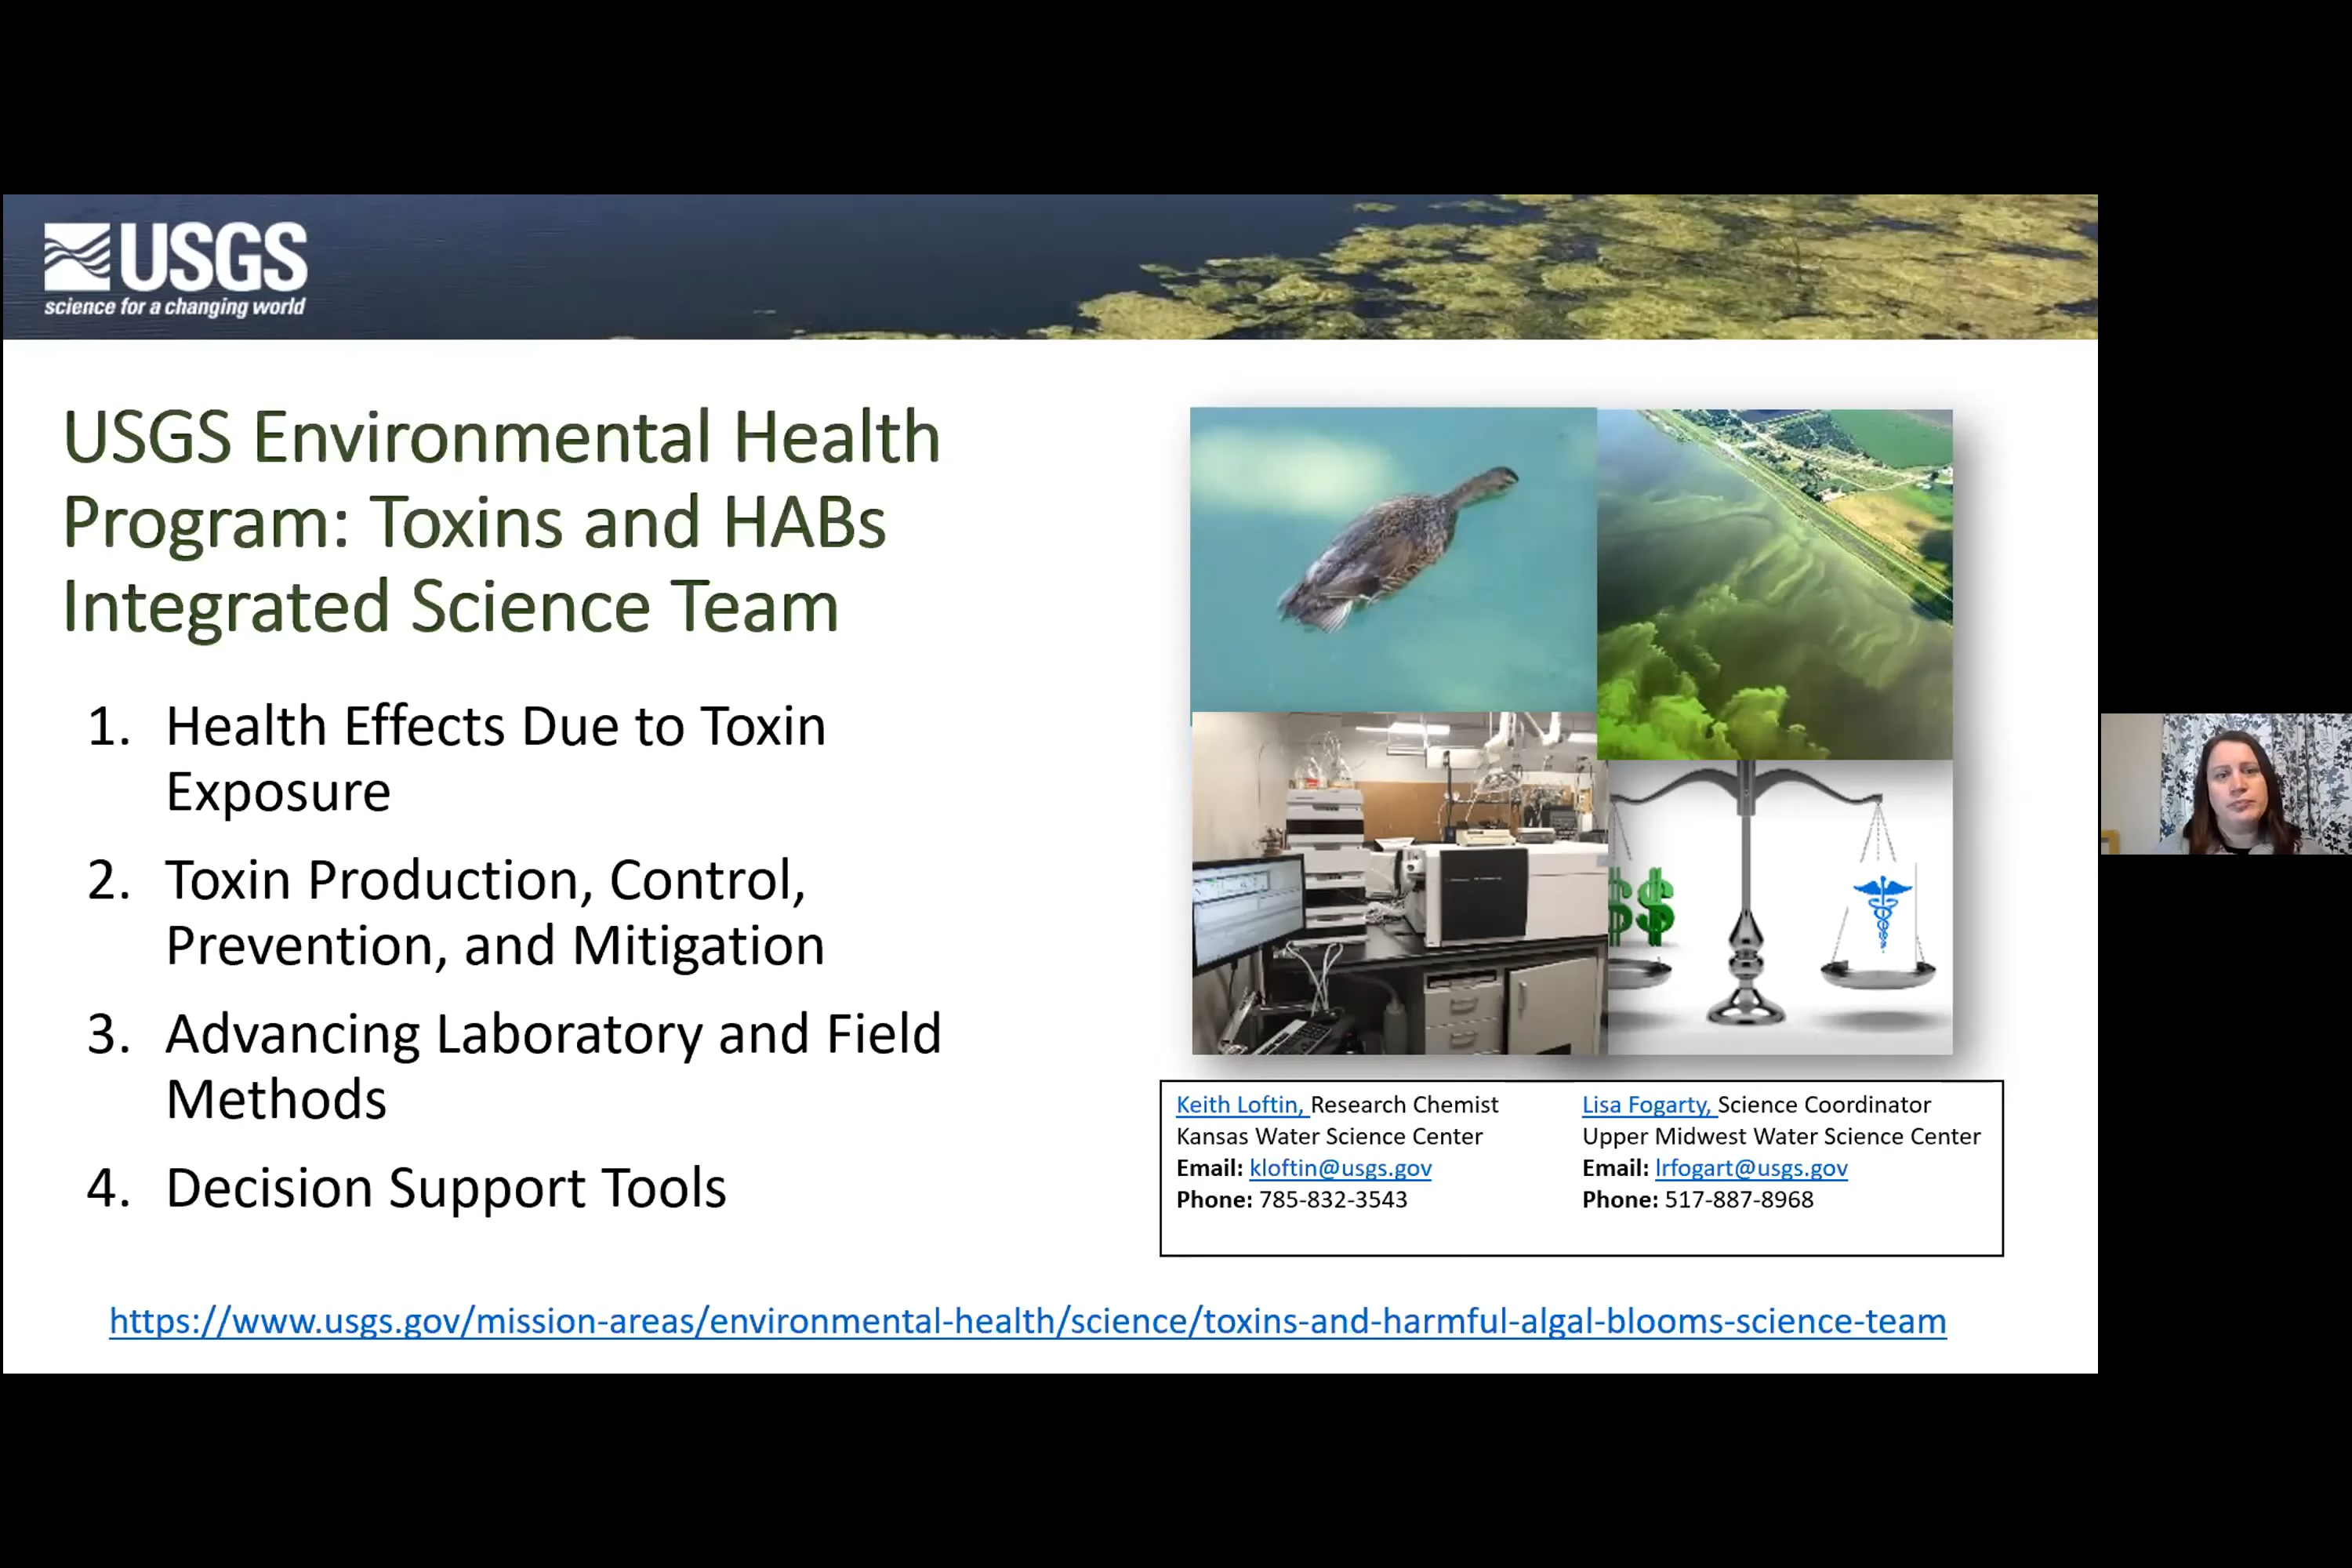 USGS
science for a changing world
USGS Environmental Health
Program: Toxins and HABs
Integrated Science Team
1. Health Effects Due to Toxin
Exposure
2. Toxin Production, Control,
Prevention, and Mitigation
3. Advancing Laboratory and Field
Methods
4. Decision Support Tools
$$
Keith Loftin, Research Chemist
Kansas Water Science Center
Email: kloftin@usgs.gov
Phone: 785-832-3543
Lisa Fogarty, Science Coordinator
Upper Midwest Water Science Center
Email: lrfogart@usgs.gov
Phone: 517-887-8968
https://www.usgs.gov/mission-areas/environmental-health/science/toxins-and-harmful-algal-blooms-science-team